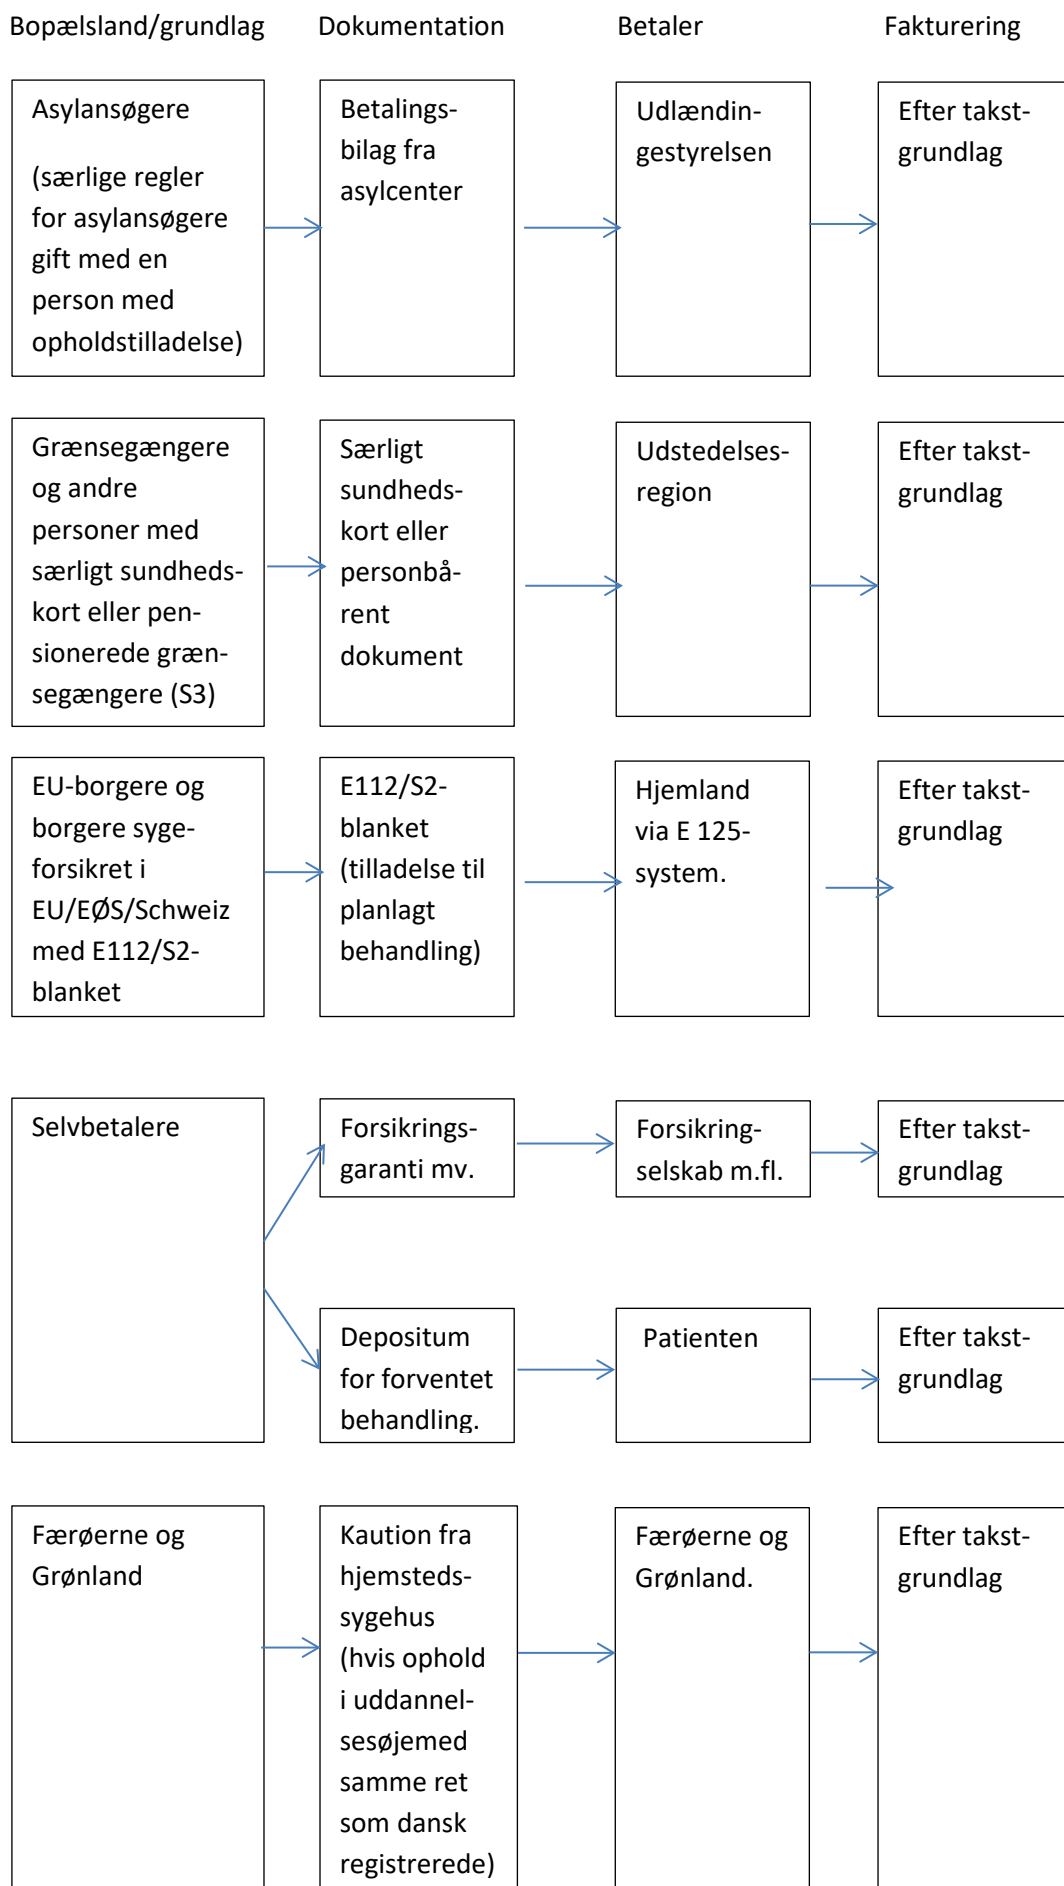 Bopælsland/grundlag Dokumentation Betaler Fakturering
Asylansøgere
(særlige regler
for asylansøgere
gift med en
person med
opholdstilladelse)
Betalings-
bilag fra
asylcenter
Udlændin-
gestyrelsen
Efter takst-
grundlag
Grænsegængere
og andre
personer med
særligt sundheds-
kort eller pen-
sionerede græn-
segængere (S3)
Særligt
sundheds-
kort eller
personbå-
rent
dokument
Udstedelses-
region
Efter takst-
grundlag
EU-borgere og
borgere syge-
forsikret i
EU/EØS/Schweiz
med E112/S2-
blanket
E112/S2-
blanket
(tilladelse til
planlagt
behandling)
Hjemland
via E 125-
system.
Efter takst-
grundlag
Selvbetalere
Forsikrings-
garanti mv.
Forsikring-
selskab m.fl.
Efter takst-
grundlag
Depositum
for forventet
behandling.
Patienten
Efter takst-
grundlag
Færøerne og
Grønland
Kaution fra
hjemsteds-
sygehus
(hvis ophold
i uddannel-
sesøjemed
samme ret
som dansk
registrerede)
Færøerne og
Grønland.
Efter takst-
grundlag